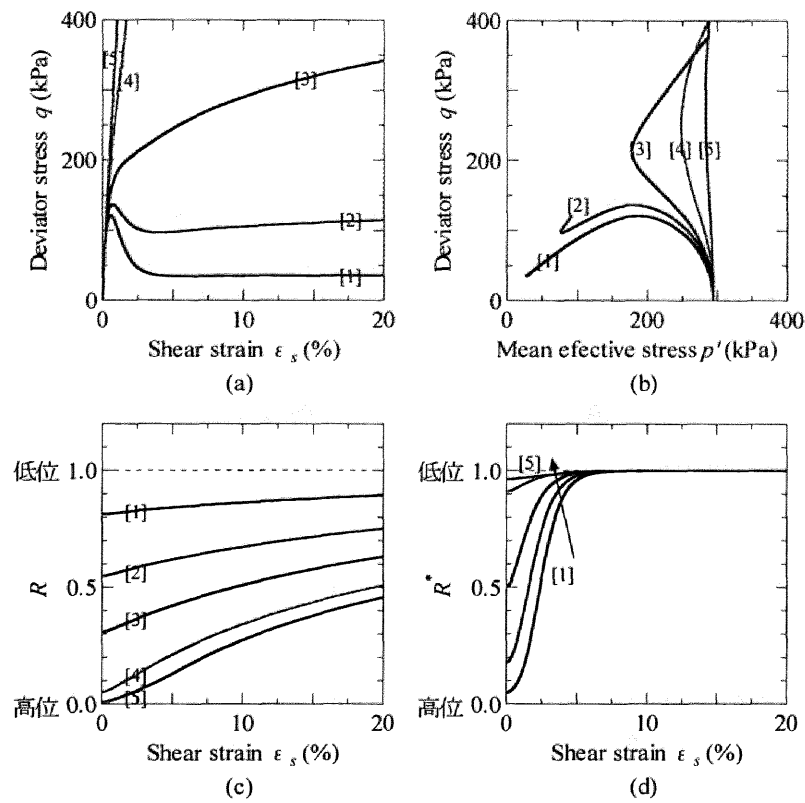 400
[5]
[4]
[3]
200
[2]
[1]
0
0
10
20
Deviator stress q (kPa)
Shear strain ε s (%)
(a)
400
[3]
[4]
[5]
200
[2]
[1]
0
0
200
400
Deviator stress q (kPa)
Mean efective stress p' (kPa)
(b)
低位 1.0
[1]
[2]
0.5
[3]
[4]
[5]
高位 0.0
0
10
20
R
Shear strain ε s (%)
(c)
低位 1.0
[5]
0.5
[1]
高位 0.0
0
10
20
R*
Shear strain ε s (%)
(d)